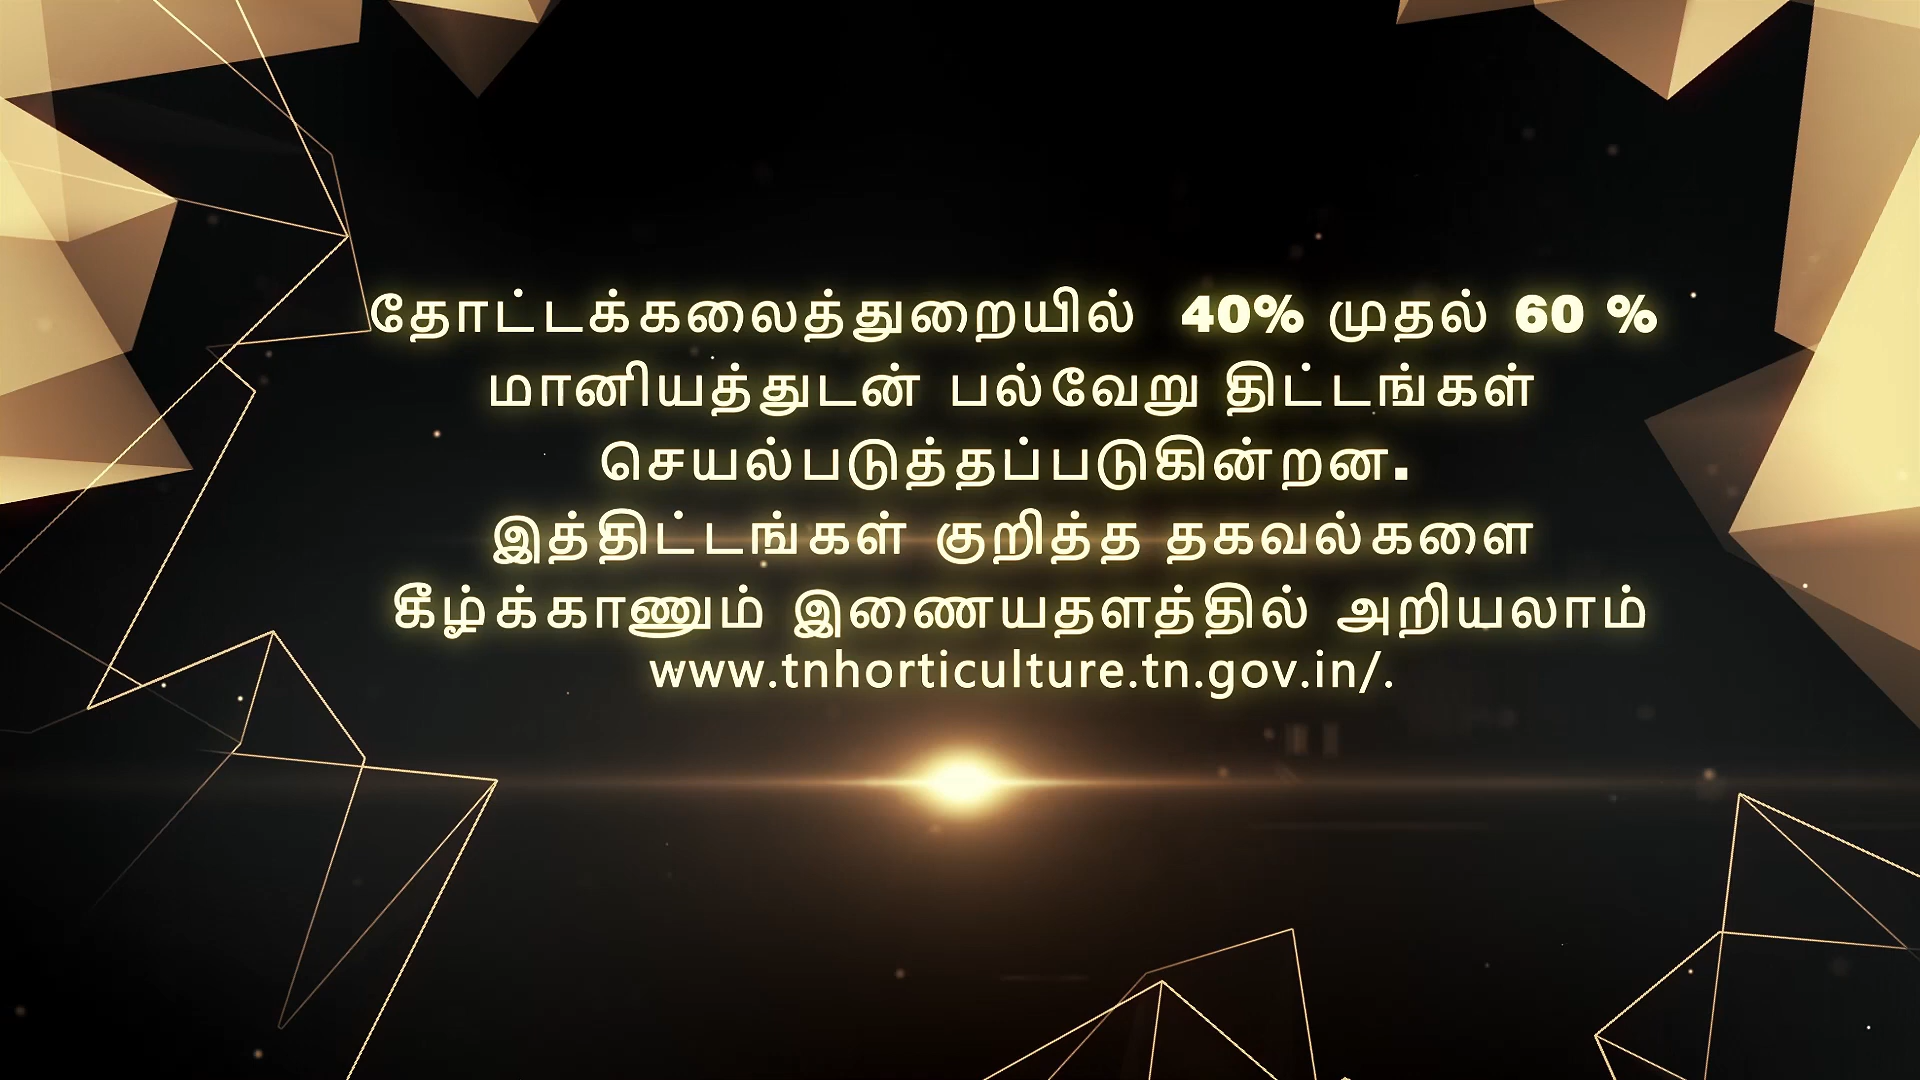 தோட்டக்கலைத்துறையில் 40% முதல் 60 %
மானியத்துடன் பல்வேறு திட்டங்கள்
செயல்படுத்தப்படுகின்றன.
இத்திட்டங்கள் குறித்த தகவல்களை
கீழ்க்காணும் இணையதளத்தில் அறியலாம்
www.tnhorticulture.tn.gov.in/.